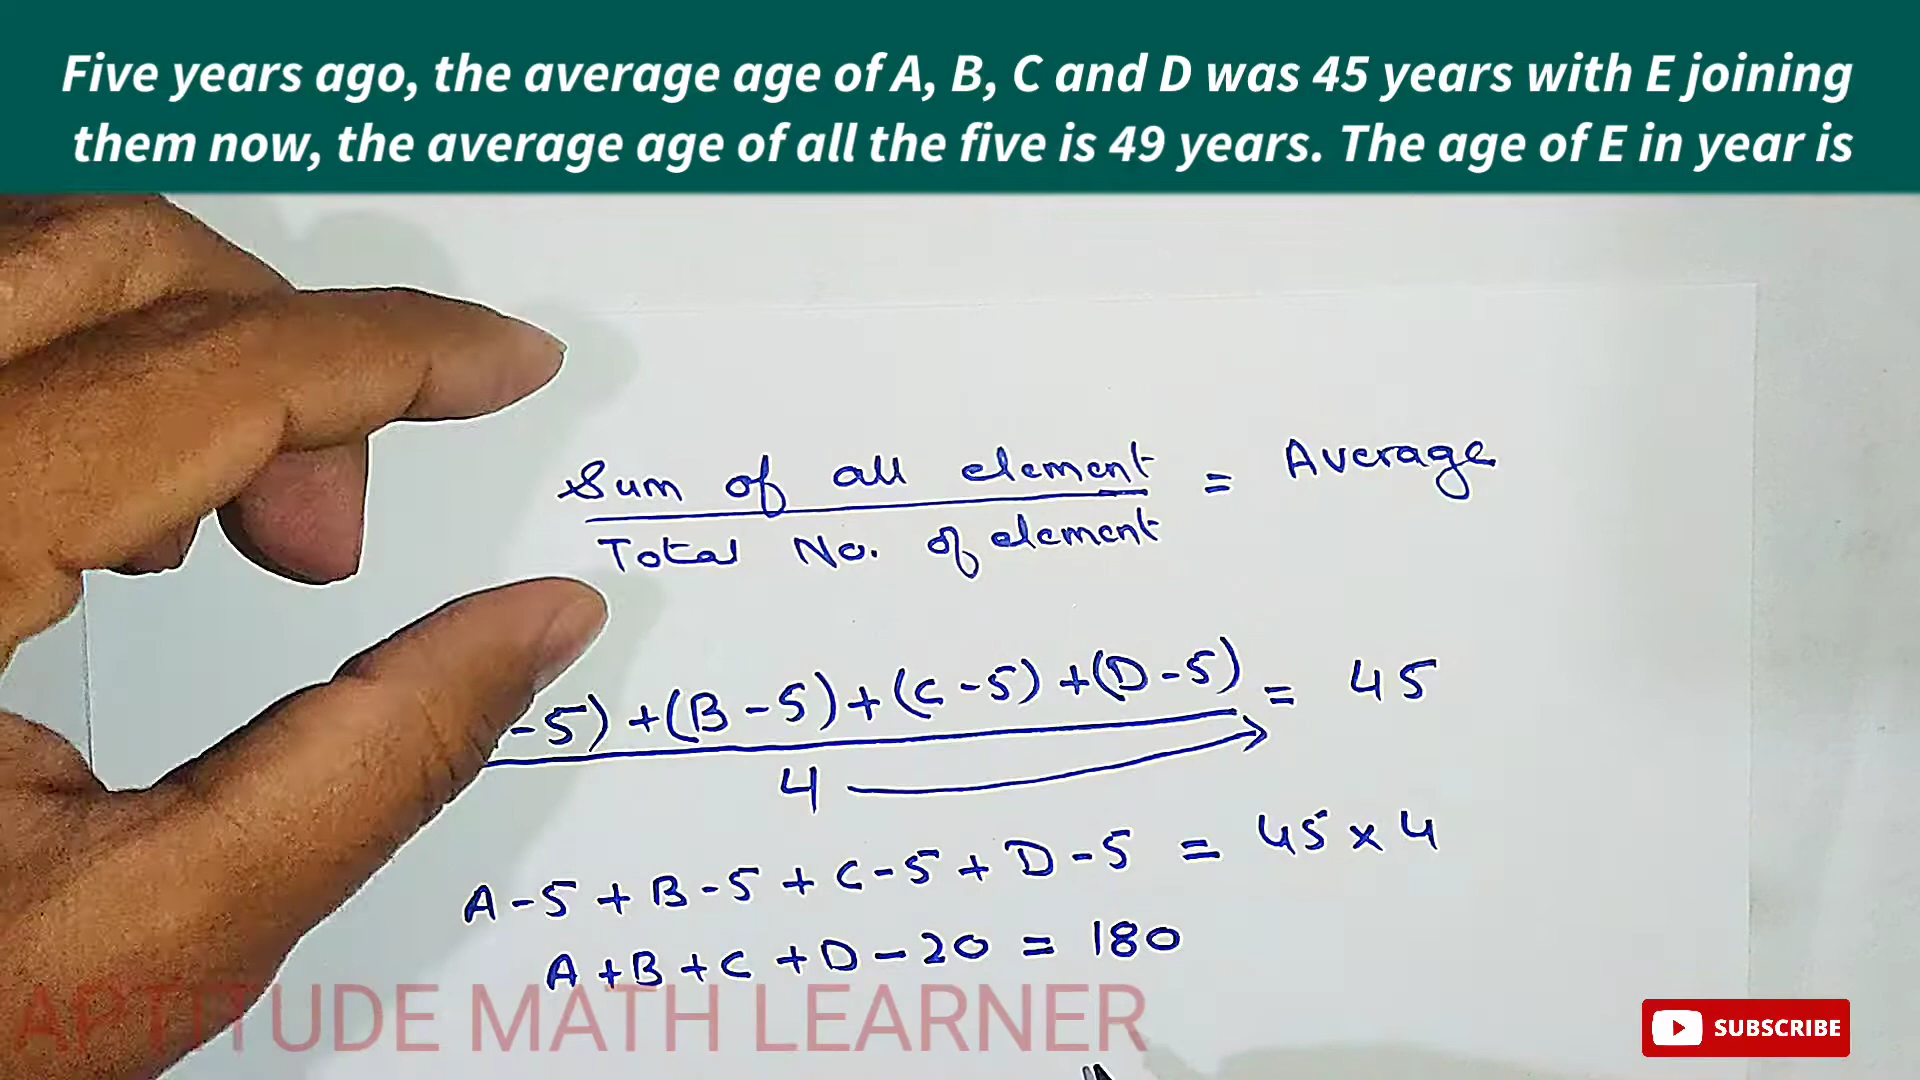 Five years ago, the average age of A, B, C and D was 45 years with E joining
them now, the average age of all the five is 49 years. The age of E in year is
Sum of all element = Average
Total No. of element
-5) + (B - 5) + (C - 5) + (D - 5) = 45
4
A - 5 + B - 5 + C - 5 + D - 5 = 45 × 4
A + B + C + D - 20 = 180
APTITUDE MATH LEARNER
SUBSCRIBE